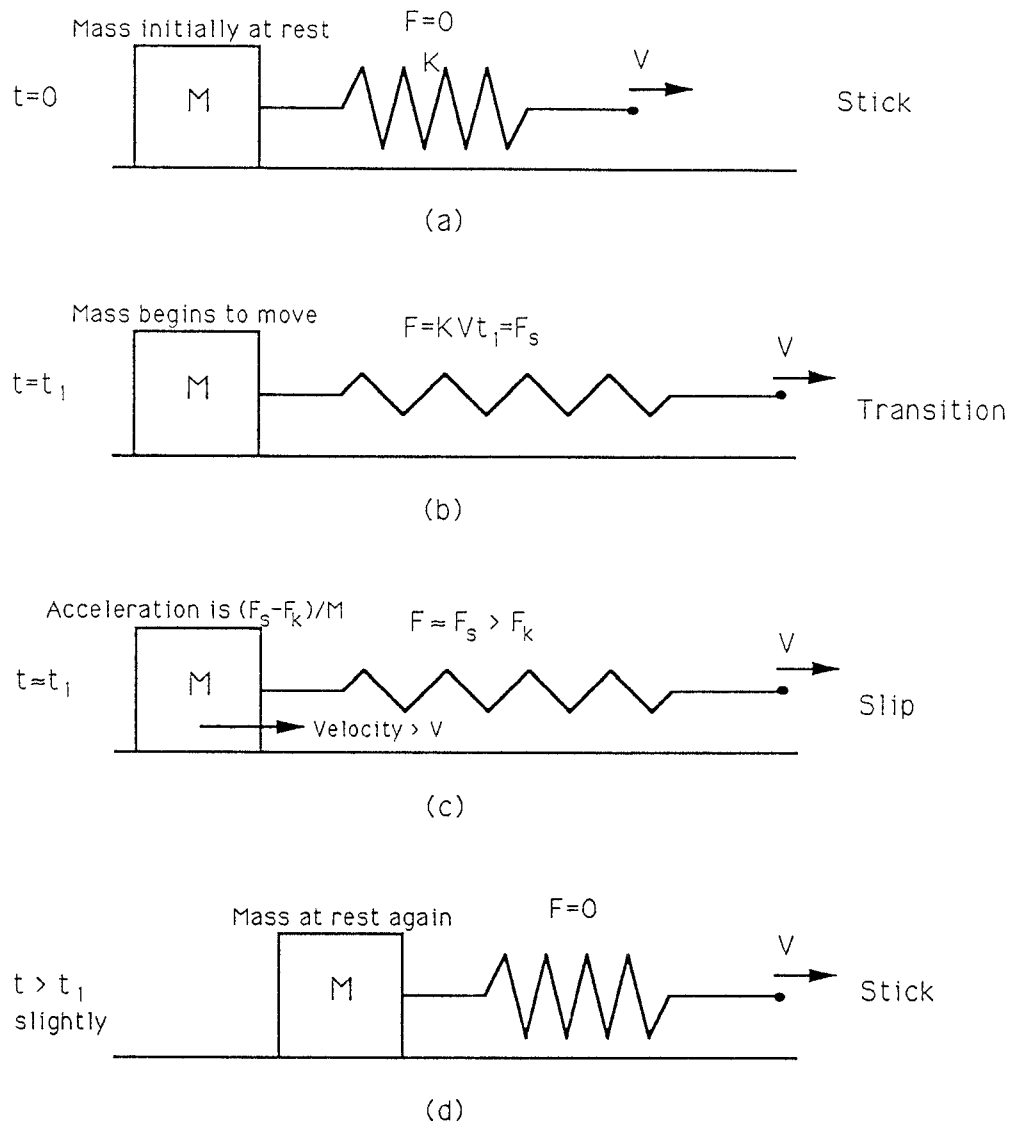 Mass initially at rest
F=0
K
V
t=0
M
Stick
(a)
Mass begins to move
F=KVt₁=Fₛ
V
t=t₁
M
Transition
(b)
Acceleration is (Fₛ-Fₖ)/M
F≈Fₛ > Fₖ
V
t≈t₁
M
Slip
Velocity > V
(c)
Mass at rest again
F=0
V
t > t₁
slightly
M
Stick
(d)